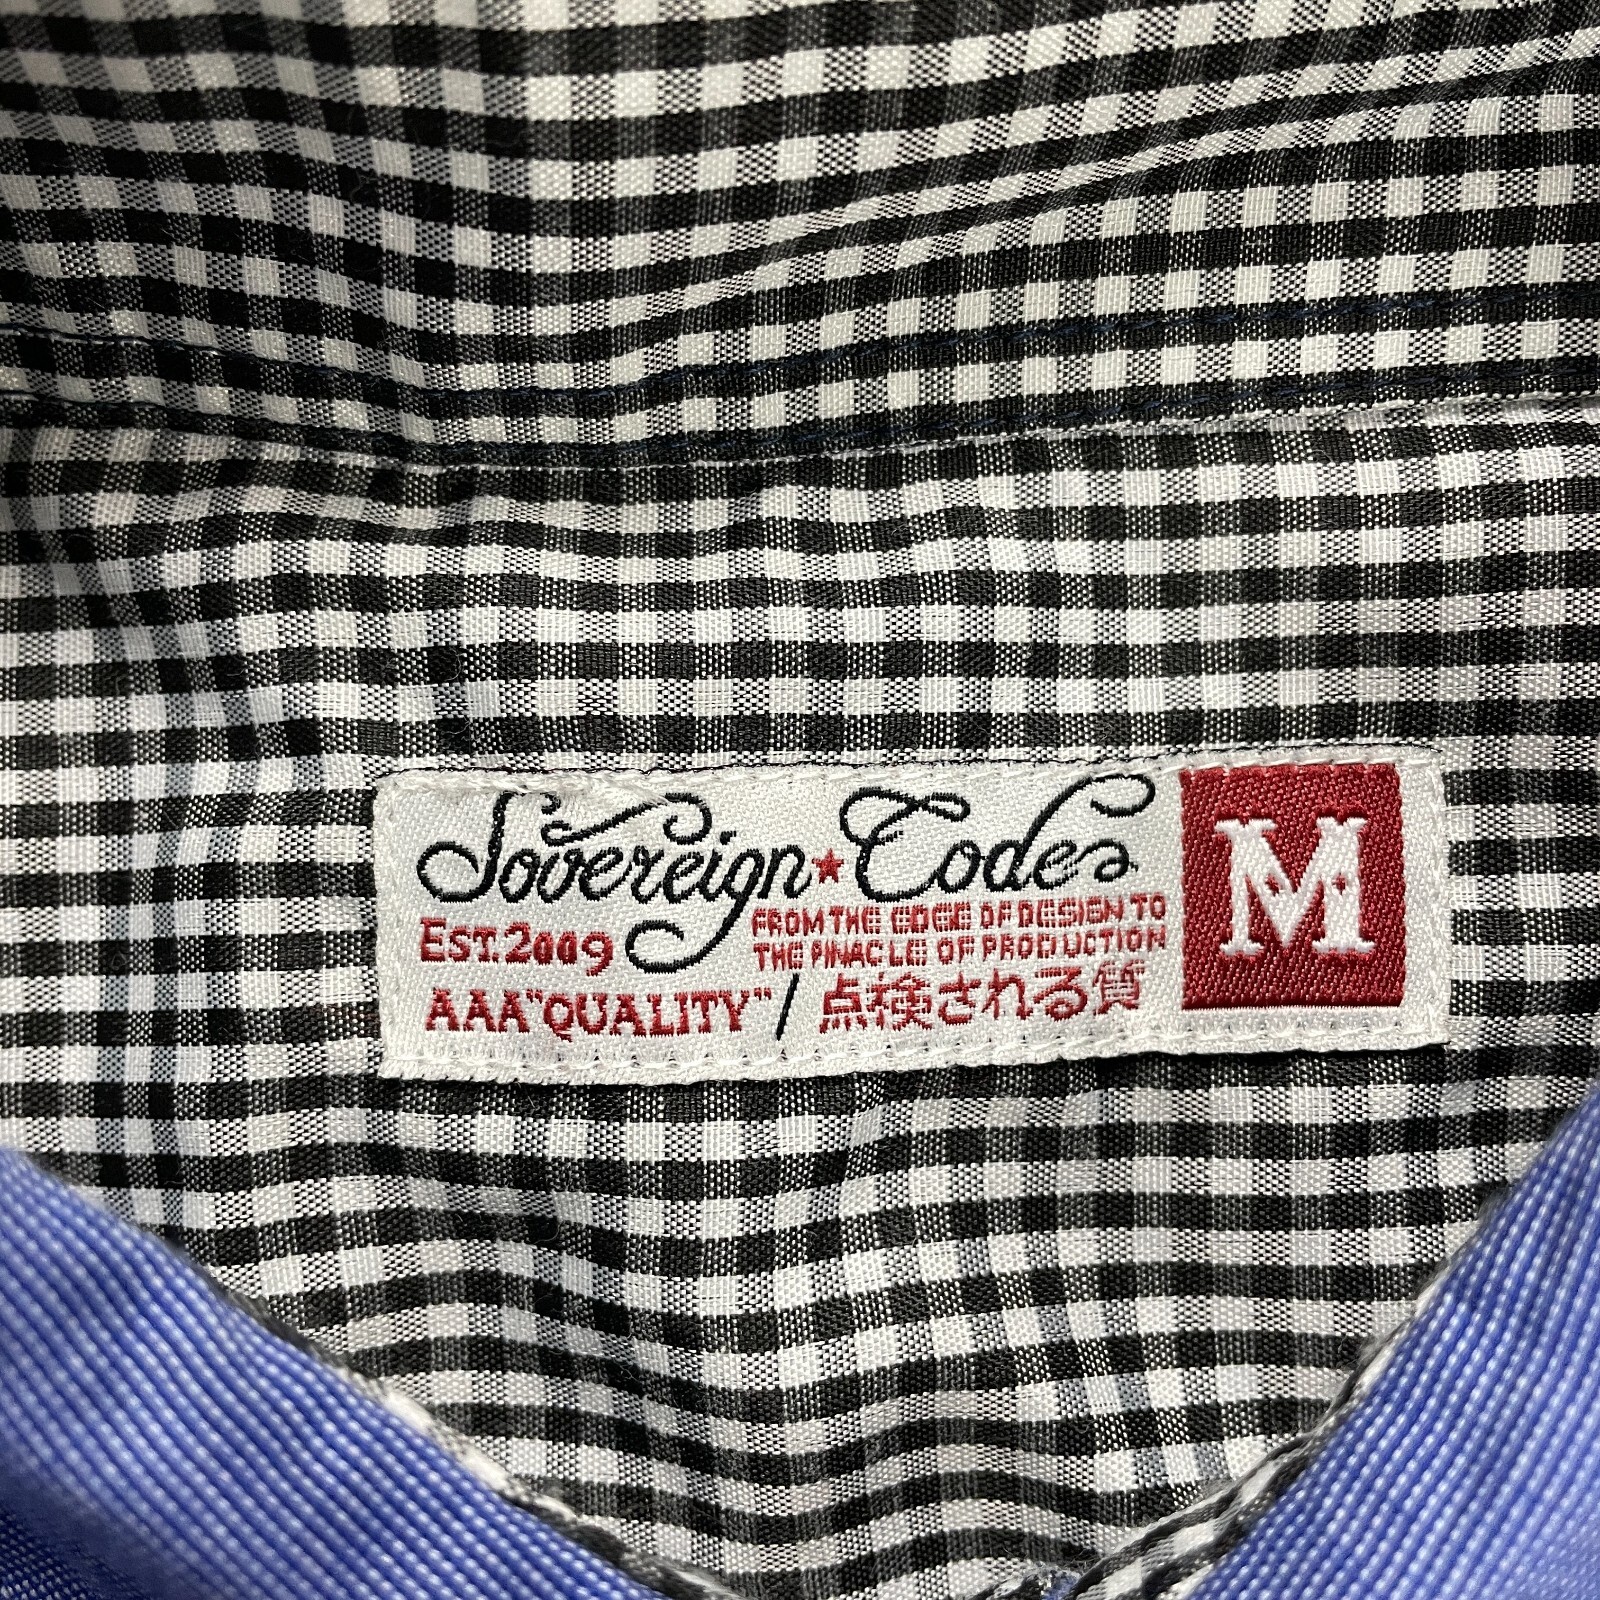 Sovereign★Code
EST.2009
FROM THE EDGE OF DESIGN TO
THE PINACLE OF PRODUCTION
AAA"QUALITY" / 点検される質
M